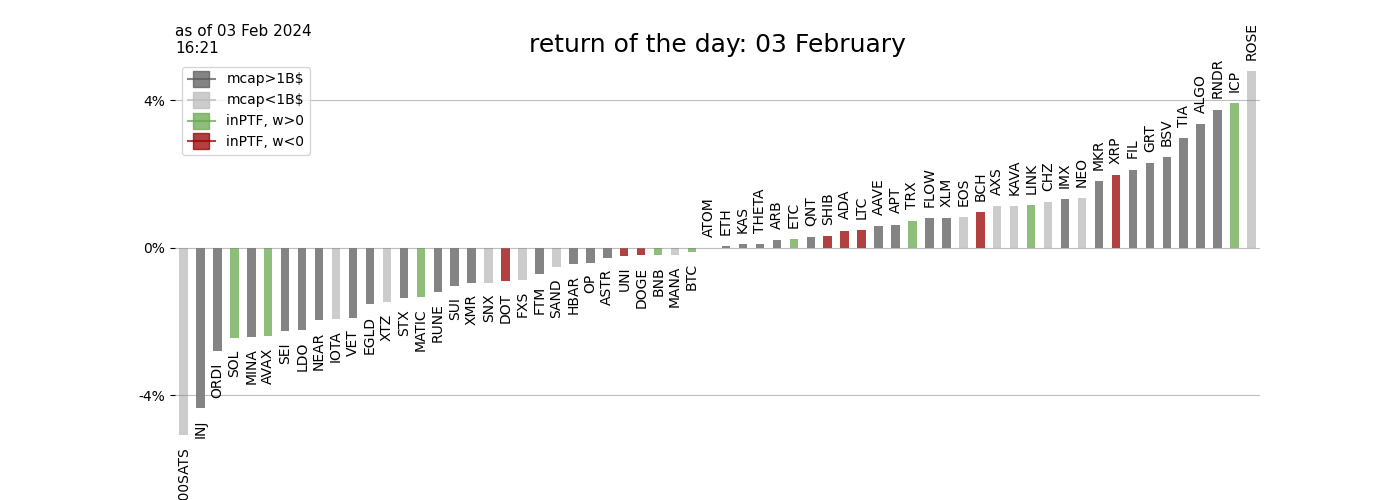 as of 03 Feb 2024
16:21
return of the day: 03 February
mcap>1B$
mcap<1B$
inPTF, w>0
inPTF, w<0
4%
0%
-4%
00SATS
INJ
ORDI
SOL
MINA
AVAX
SEI
LDO
NEAR
IOTA
VET
EGLD
XTZ
STX
MATIC
RUNE
SUI
XMR
SNX
DOT
FXS
FTM
SAND
HBAR
OP
ASTR
UNI
DOGE
BNB
MANA
BTC
ATOM
ETH
KAS
THETA
ARB
ETC
QNT
SHIB
ADA
LTC
AAVE
APT
TRX
FLOW
XLM
EOS
BCH
AXS
KAVA
LINK
CHZ
IMX
NEO
MKR
XRP
FIL
GRT
BSV
TIA
ALGO
RNDR
ICP
ROSE